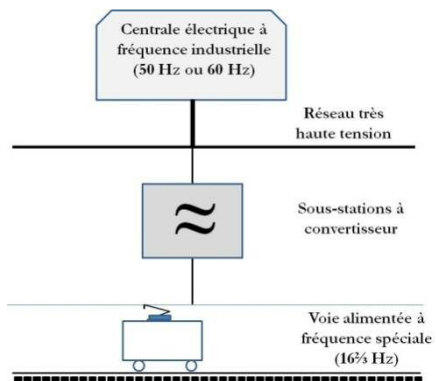 Centrale électrique à
fréquence industrielle
(50 Hz ou 60 Hz)
Réseau très
haute tension
≈
Sous-stations à
convertisseur
Voie alimentée à
fréquence spéciale
(16⅔ Hz)